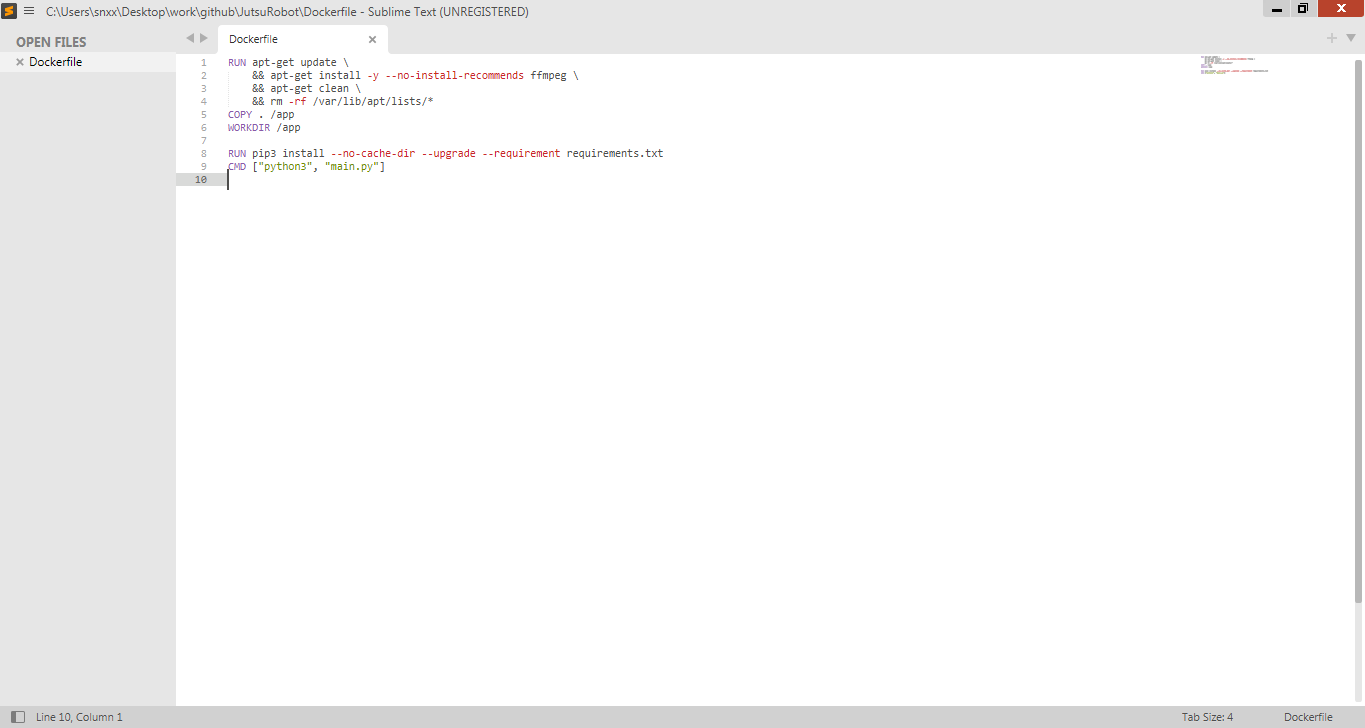 C:\Users\snxx\Desktop\work\github\JutsuRobot\Dockerfile - Sublime Text (UNREGISTERED)
OPEN FILES
Dockerfile
Dockerfile
1 RUN apt-get update \
2 && apt-get install -y --no-install-recommends ffmpeg \
3 && apt-get clean \
4 && rm -rf /var/lib/apt/lists/*
5 COPY . /app
6 WORKDIR /app
7
8 RUN pip3 install --no-cache-dir --upgrade --requirement requirements.txt
9 CMD ["python3", "main.py"]
10
Line 10, Column 1
Tab Size: 4
Dockerfile